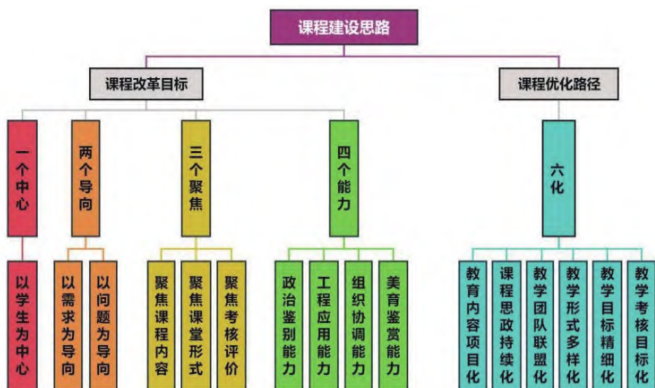 课程建设思路
课程改革目标
课程优化路径
一个中心
两个导向
三个聚焦
四个能力
六化
以学生为中心
以需求为导向
以问题为导向
聚焦课程内容
聚焦课堂形式
聚焦考核评价
政治鉴别能力
工程应用能力
组织协调能力
美育鉴赏能力
教育内容项目化
课程思政持续化
教学团队联盟化
教学形式多样化
教学目标精细化
教学考核目标化